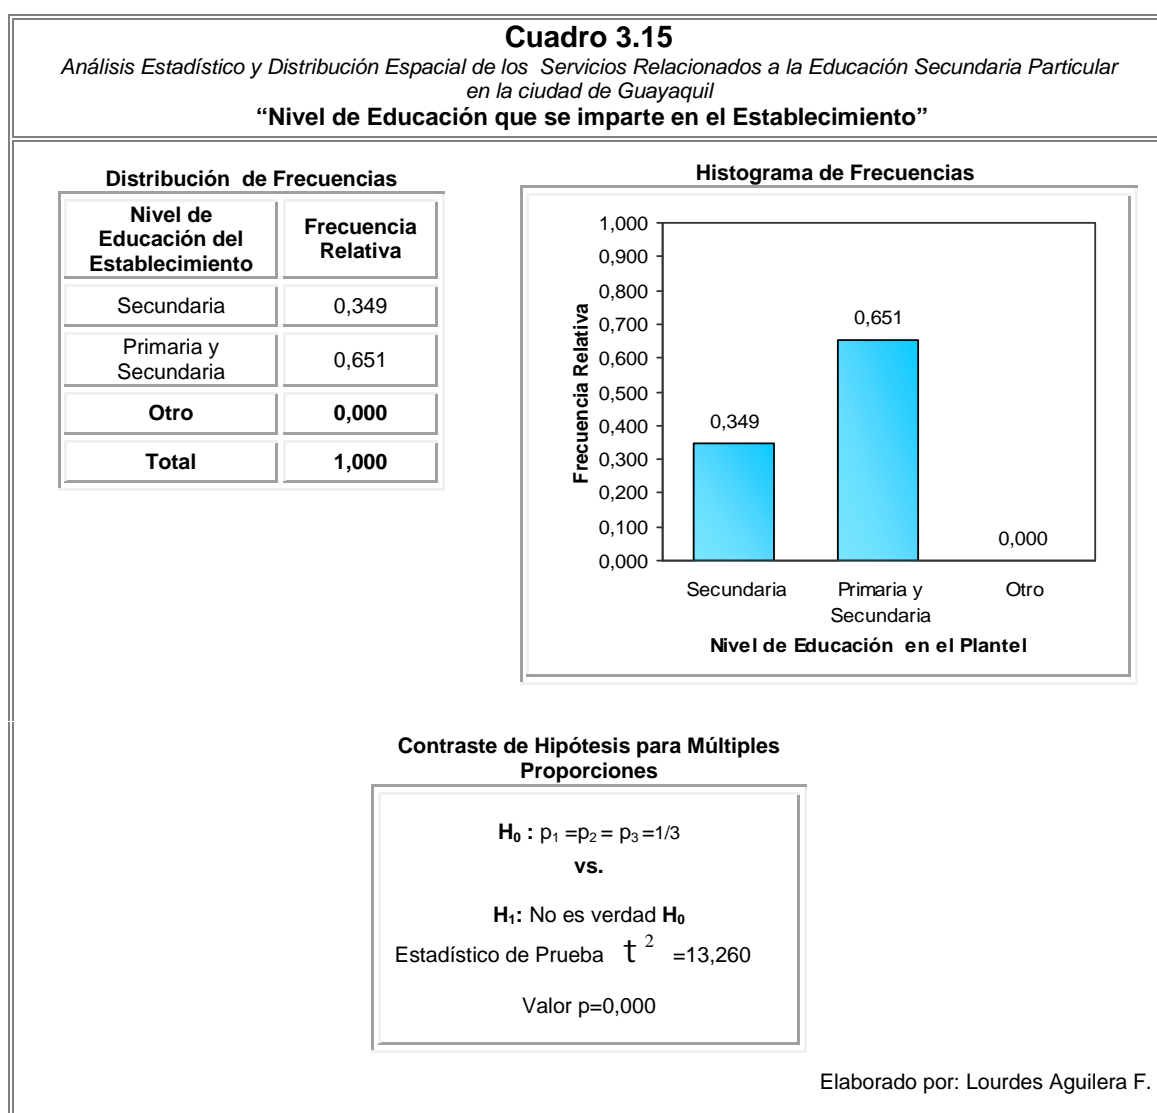 Cuadro 3.15
Análisis Estadístico y Distribución Espacial de los Servicios Relacionados a la Educación Secundaria Particular
en la ciudad de Guayaquil
“Nivel de Educación que se imparte en el Establecimiento”
Distribución de Frecuencias
Nivel de
Educación del
Establecimiento
Frecuencia
Relativa
Secundaria
0,349
Primaria y
Secundaria
0,651
Otro
0,000
Total
1,000
Histograma de Frecuencias
Frecuencia Relativa
1,000
0,900
0,800
0,700
0,600
0,500
0,400
0,300
0,200
0,100
0,000
0,349
0,651
0,000
Secundaria
Primaria y
Secundaria
Otro
Nivel de Educación en el Plantel
Contraste de Hipótesis para Múltiples
Proporciones
H₀ : p₁ =p₂ = p₃ =1/3
vs.
H₁: No es verdad H₀
Estadístico de Prueba t ² =13,260
Valor p=0,000
Elaborado por: Lourdes Aguilera F.